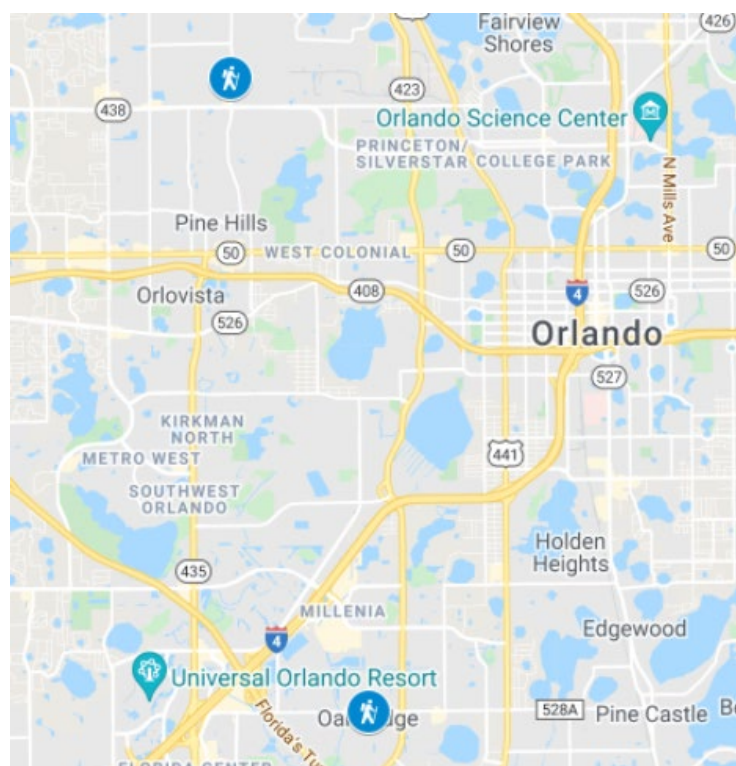 Fairview
Shores
426
423
438
Orlando Science Center
PRINCETON/
SILVERSTAR
COLLEGE PARK
N Mills Ave
Pine Hills
50
WEST COLONIAL
50
50
Orlovista
408
4
526
526
Orlando
527
KIRKMAN
NORTH
METRO WEST
441
SOUTHWEST
ORLANDO
Holden
Heights
435
MILLENIA
4
Edgewood
Universal Orlando Resort
528A
Pine Castle
Florida's
FLORIDA CENTER